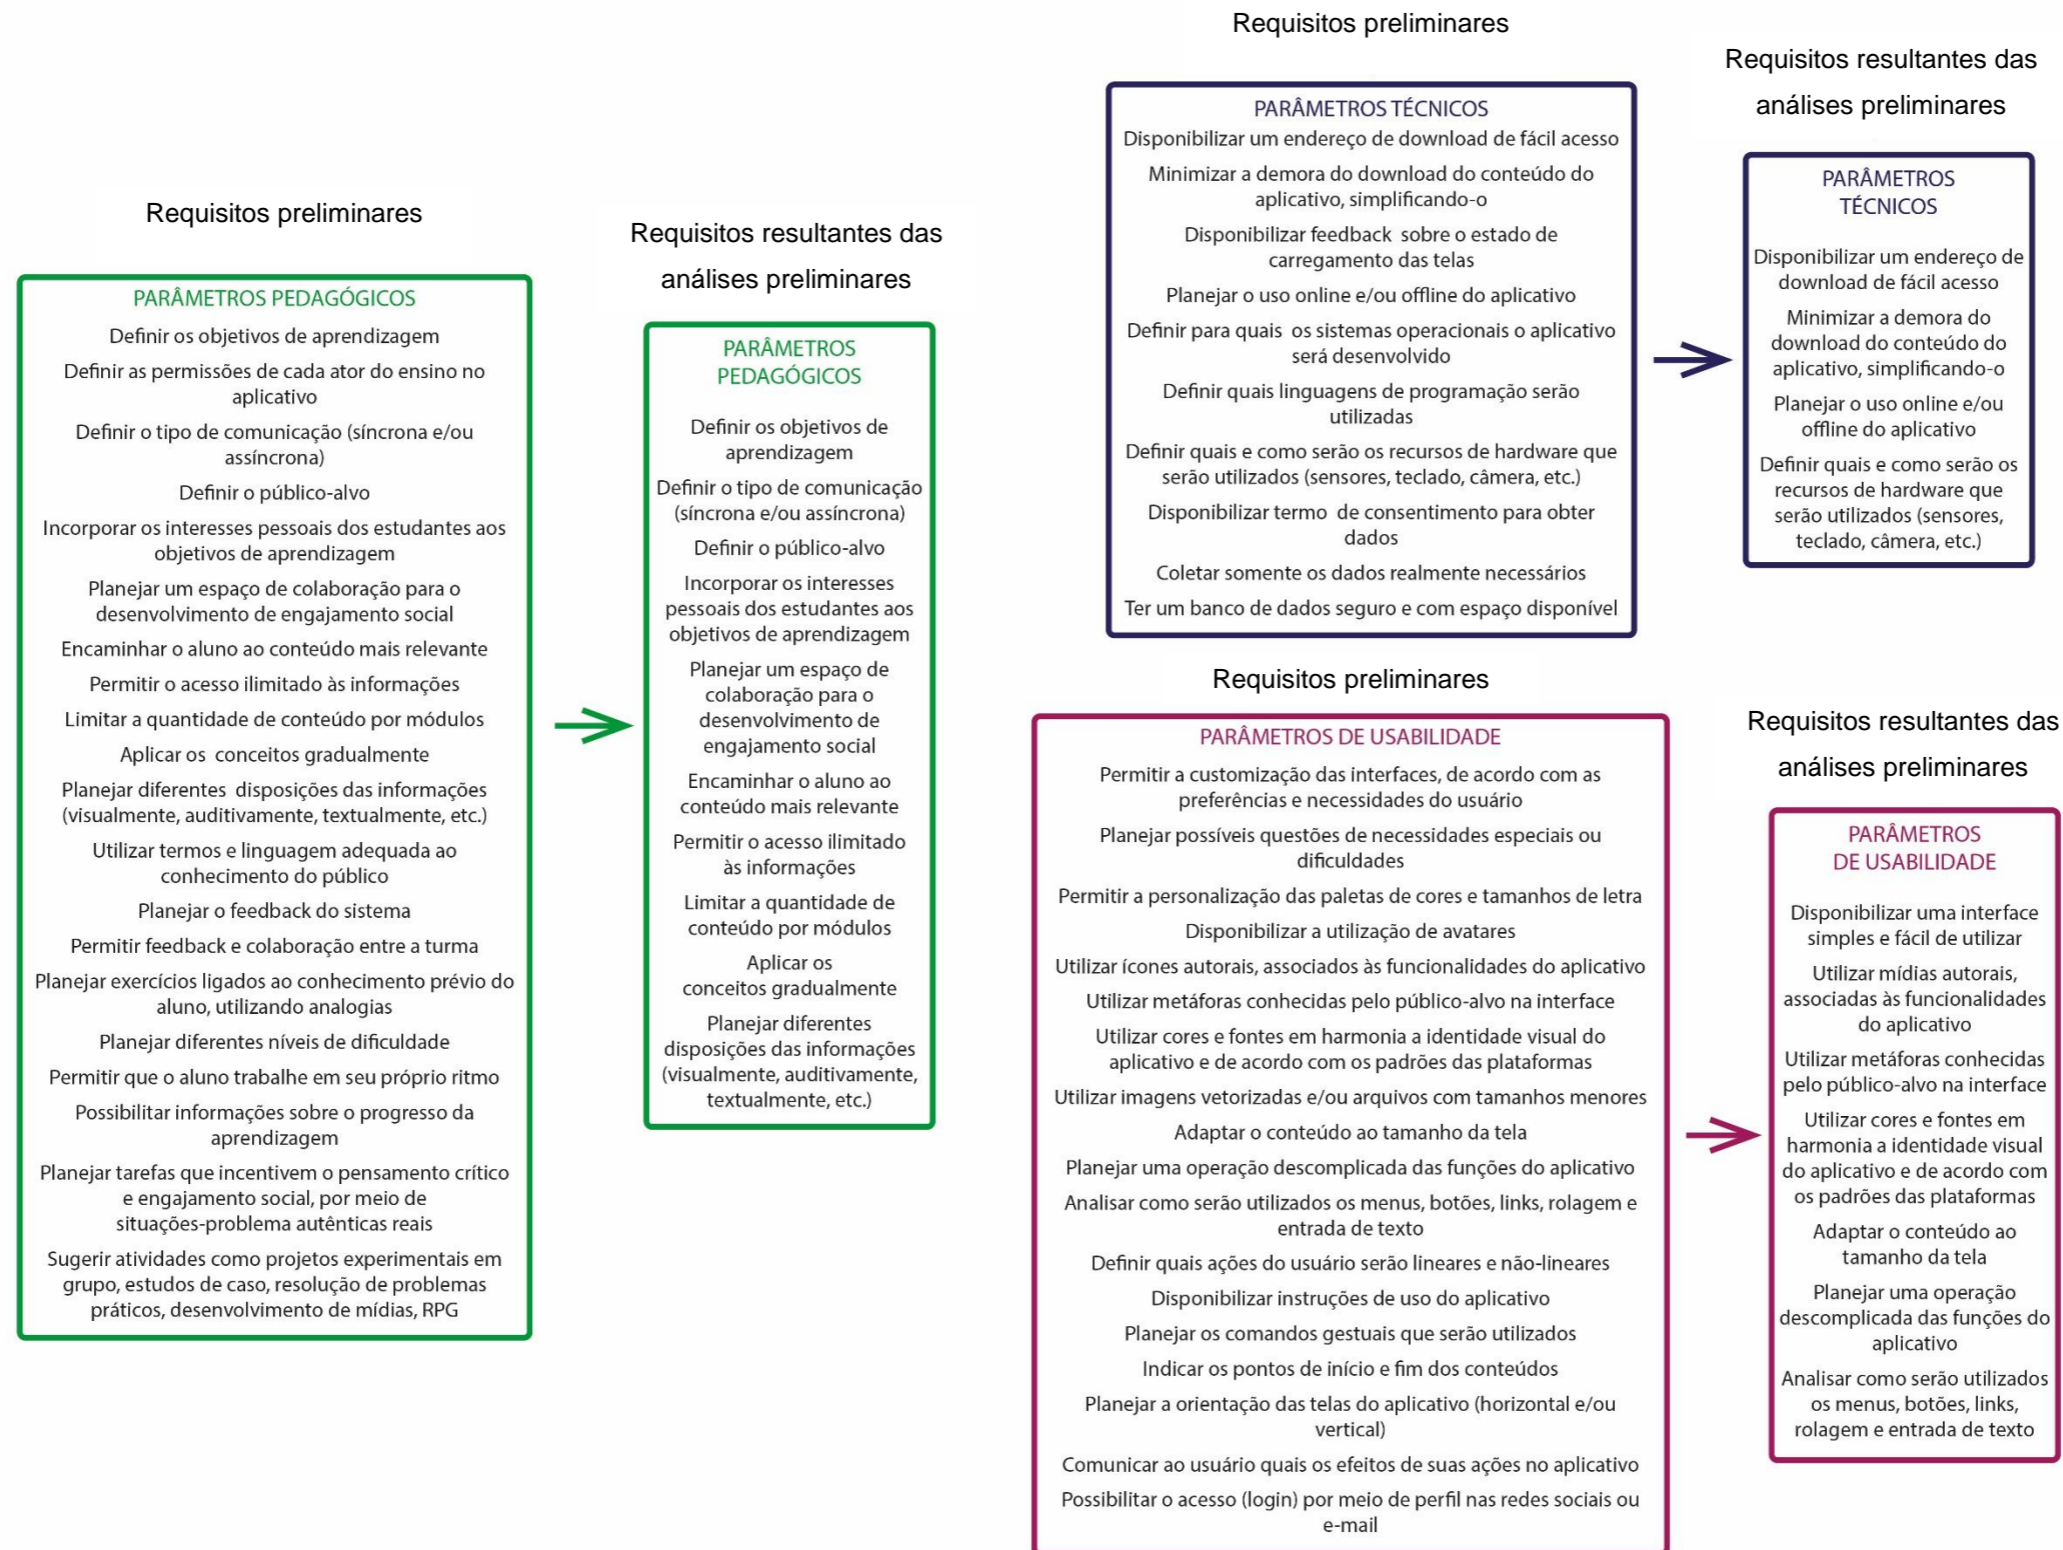 Requisitos preliminares
PARÂMETROS PEDAGÓGICOS
Definir os objetivos de aprendizagem
Definir as permissões de cada ator do ensino no
aplicativo
Definir o tipo de comunicação (síncrona e/ou
assíncrona)
Definir o público-alvo
Incorporar os interesses pessoais dos estudantes aos
objetivos de aprendizagem
Planejar um espaço de colaboração para o
desenvolvimento de engajamento social
Encaminhar o aluno ao conteúdo mais relevante
Permitir o acesso ilimitado às informações
Limitar a quantidade de conteúdo por módulos
Aplicar os conceitos gradualmente
Planejar diferentes disposições das informações
(visualmente, auditivamente, textualmente, etc.)
Utilizar termos e linguagem adequada ao
conhecimento do público
Planejar o feedback do sistema
Permitir feedback e colaboração entre a turma
Planejar exercícios ligados ao conhecimento prévio do
aluno, utilizando analogias
Planejar diferentes níveis de dificuldade
Permitir que o aluno trabalhe em seu próprio ritmo
Possibilitar informações sobre o progresso da
aprendizagem
Planejar tarefas que incentivem o pensamento crítico
e engajamento social, por meio de
situações-problema autênticas reais
Sugerir atividades como projetos experimentais em
grupo, estudos de caso, resolução de problemas
práticos, desenvolvimento de mídias, RPG
Requisitos resultantes das
análises preliminares
PARÂMETROS
PEDAGÓGICOS
Definir os objetivos de
aprendizagem
Definir o tipo de comunicação
(síncrona e/ou assíncrona)
Definir o público-alvo
Incorporar os interesses
pessoais dos estudantes aos
objetivos de aprendizagem
Planejar um espaço de
colaboração para o
desenvolvimento de
engajamento social
Encaminhar o aluno ao
conteúdo mais relevante
Permitir o acesso ilimitado
às informações
Limitar a quantidade de
conteúdo por módulos
Aplicar os
conceitos gradualmente
Planejar diferentes
disposições das informações
(visualmente, auditivamente,
textualmente, etc.)
Requisitos preliminares
PARÂMETROS TÉCNICOS
Disponibilizar um endereço de download de fácil acesso
Minimizar a demora do download do conteúdo do
aplicativo, simplificando-o
Disponibilizar feedback sobre o estado de
carregamento das telas
Planejar o uso online e/ou offline do aplicativo
Definir para quais os sistemas operacionais o aplicativo
será desenvolvido
Definir quais linguagens de programação serão
utilizadas
Definir quais e como serão os recursos de hardware que
serão utilizados (sensores, teclado, câmera, etc.)
Disponibilizar termo de consentimento para obter
dados
Coletar somente os dados realmente necessários
Ter um banco de dados seguro e com espaço disponível
Requisitos resultantes das
análises preliminares
PARÂMETROS
TÉCNICOS
Disponibilizar um endereço de
download de fácil acesso
Minimizar a demora do
download do conteúdo do
aplicativo, simplificando-o
Planejar o uso online e/ou
offline do aplicativo
Definir quais e como serão os
recursos de hardware que
serão utilizados (sensores,
teclado, câmera, etc.)
Requisitos preliminares
PARÂMETROS DE USABILIDADE
Permitir a customização das interfaces, de acordo com as
preferências e necessidades do usuário
Planejar possíveis questões de necessidades especiais ou
dificuldades
Permitir a personalização das paletas de cores e tamanhos de letra
Disponibilizar a utilização de avatares
Utilizar ícones autorais, associados às funcionalidades do aplicativo
Utilizar metáforas conhecidas pelo público-alvo na interface
Utilizar cores e fontes em harmonia a identidade visual do
aplicativo e de acordo com os padrões das plataformas
Utilizar imagens vetorizadas e/ou arquivos com tamanhos menores
Adaptar o conteúdo ao tamanho da tela
Planejar uma operação descomplicada das funções do aplicativo
Analisar como serão utilizados os menus, botões, links, rolagem e
entrada de texto
Definir quais ações do usuário serão lineares e não-lineares
Disponibilizar instruções de uso do aplicativo
Planejar os comandos gestuais que serão utilizados
Indicar os pontos de início e fim dos conteúdos
Planejar a orientação das telas do aplicativo (horizontal e/ou
vertical)
Comunicar ao usuário quais os efeitos de suas ações no aplicativo
Possibilitar o acesso (login) por meio de perfil nas redes sociais ou
e-mail
Requisitos resultantes das
análises preliminares
PARÂMETROS
DE USABILIDADE
Disponibilizar uma interface
simples e fácil de utilizar
Utilizar mídias autorais,
associadas às funcionalidades
do aplicativo
Utilizar metáforas conhecidas
pelo público-alvo na interface
Utilizar cores e fontes em
harmonia a identidade visual
do aplicativo e de acordo com
os padrões das plataformas
Adaptar o conteúdo ao
tamanho da tela
Planejar uma operação
descomplicada das funções do
aplicativo
Analisar como serão utilizados
os menus, botões, links,
rolagem e entrada de texto